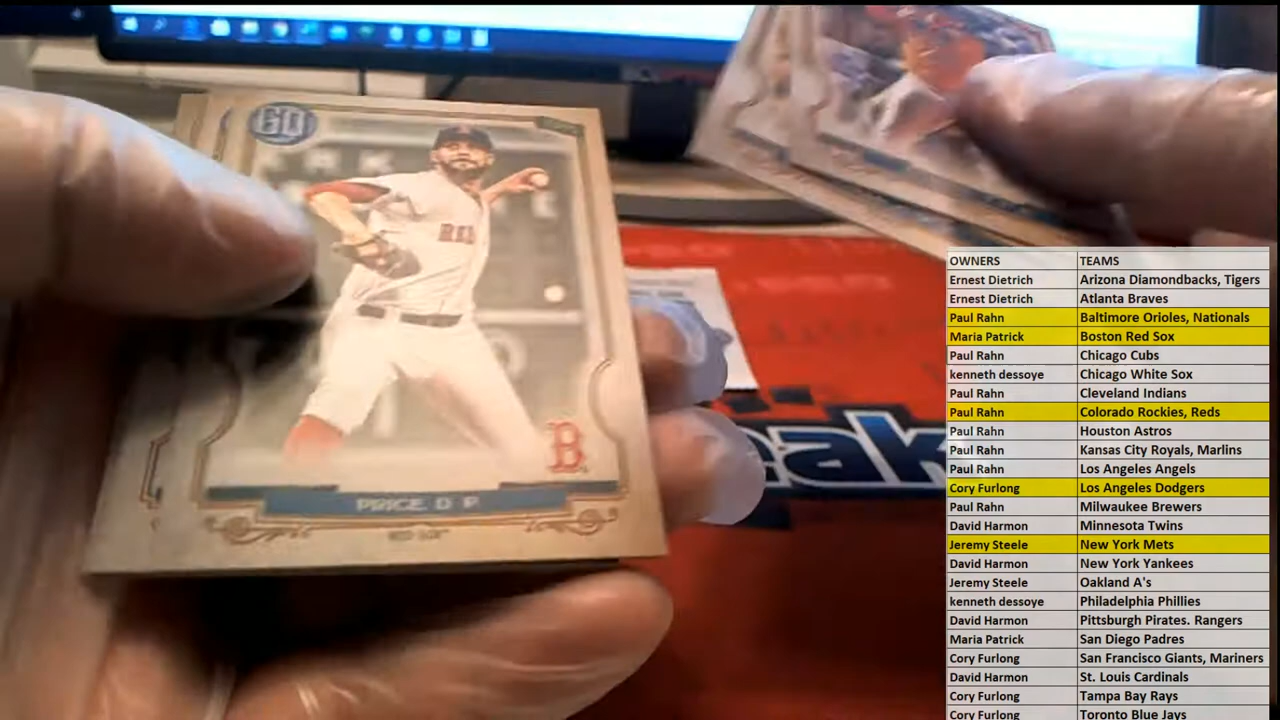 GQ
RED
B
PRICE D P
RED SOX
eak
OWNERS TEAMS
Ernest Dietrich Arizona Diamondbacks, Tigers
Ernest Dietrich Atlanta Braves
Paul Rahn Baltimore Orioles, Nationals
Maria Patrick Boston Red Sox
Paul Rahn Chicago Cubs
kenneth dessoye Chicago White Sox
Paul Rahn Cleveland Indians
Paul Rahn Colorado Rockies, Reds
Paul Rahn Houston Astros
Paul Rahn Kansas City Royals, Marlins
Paul Rahn Los Angeles Angels
Cory Furlong Los Angeles Dodgers
Paul Rahn Milwaukee Brewers
David Harmon Minnesota Twins
Jeremy Steele New York Mets
David Harmon New York Yankees
Jeremy Steele Oakland A's
kenneth dessoye Philadelphia Phillies
David Harmon Pittsburgh Pirates. Rangers
Maria Patrick San Diego Padres
Cory Furlong San Francisco Giants, Mariners
David Harmon St. Louis Cardinals
Cory Furlong Tampa Bay Rays
Cory Furlong Toronto Blue Jays